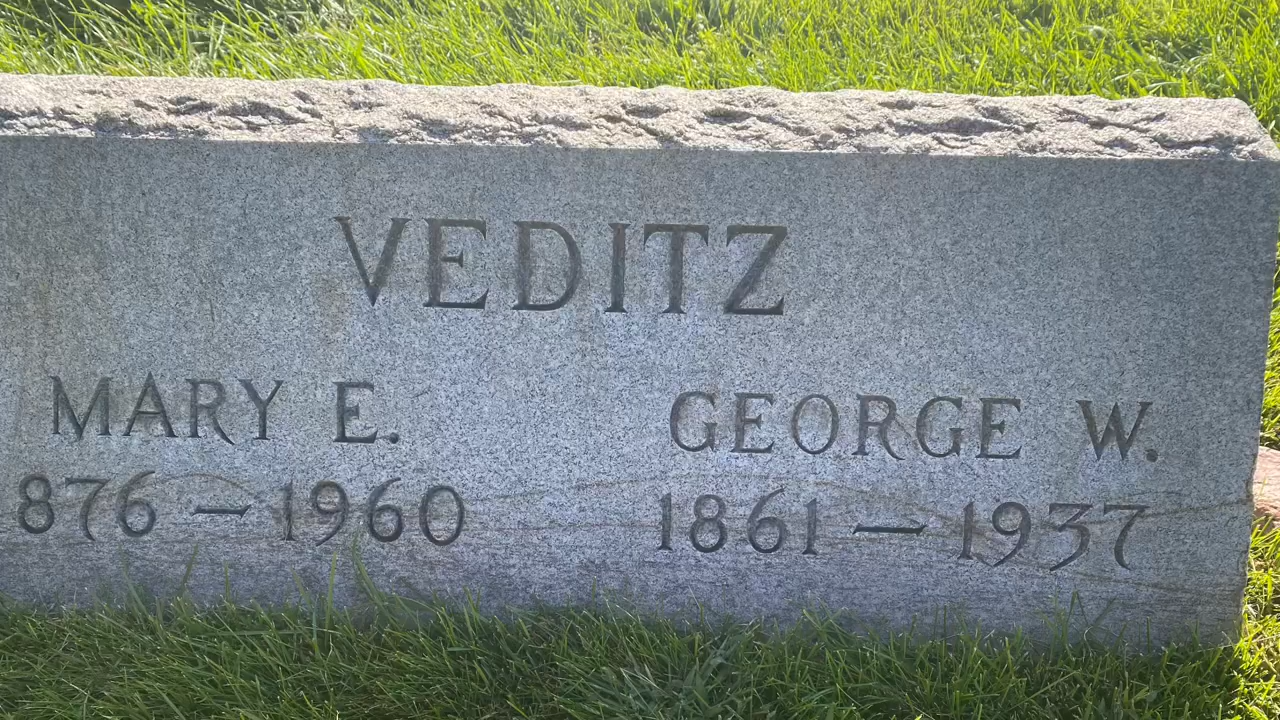 VEDITZ
MARY E.
876 — 1960
GEORGE W.
1861 — 1937